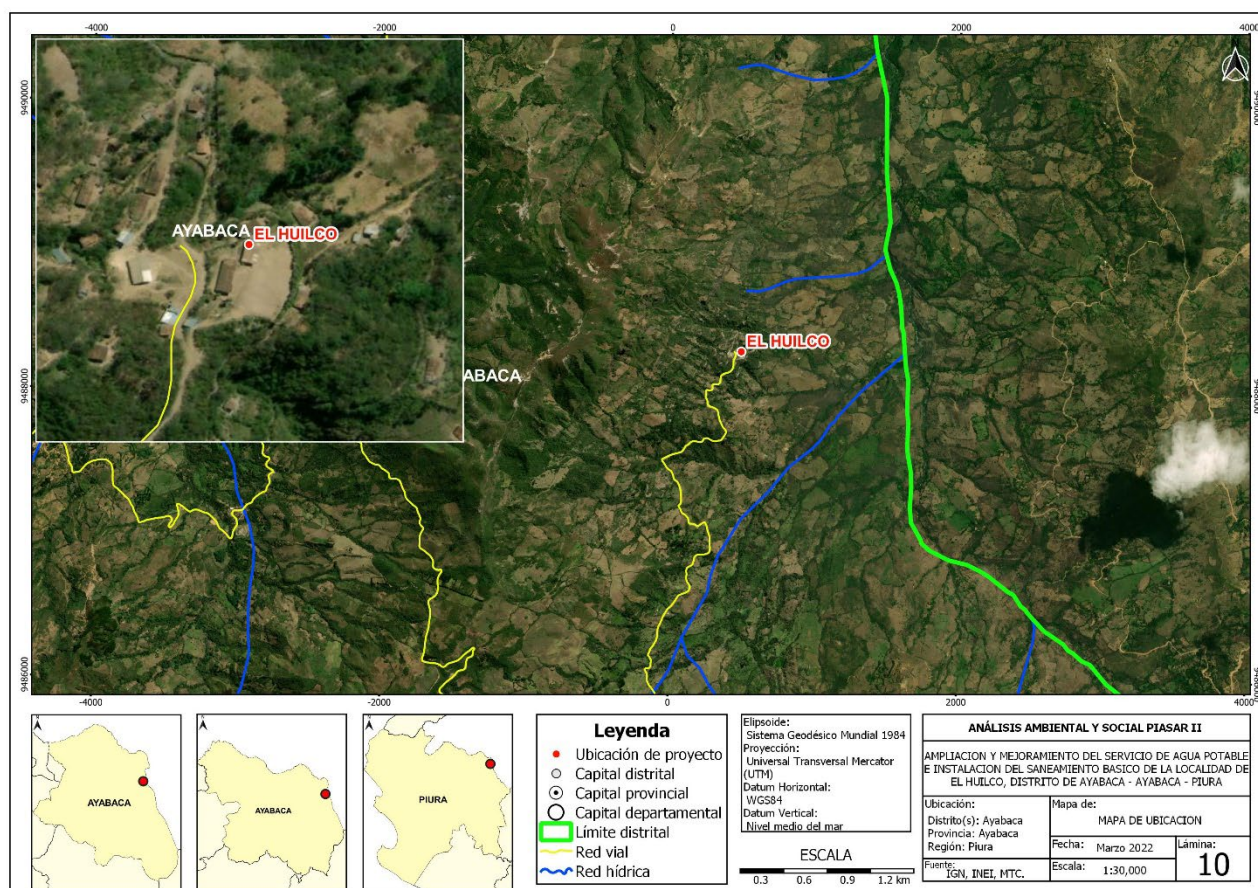 -4000
-2000
0
2000
4000
9490000
9490000
AYABACA
EL HUILCO
EL HUILCO
ABACA
9488000
9488000
9486000
9486000
-4000
-2000
0
2000
4000
N
N
N
AYABACA
AYABACA
PIURA
Leyenda
Ubicación de proyecto
Capital distrital
Capital provincial
Capital departamental
Límite distrital
Red vial
Red hídrica
Elipsoide:
Sistema Geodésico Mundial 1984
Proyección:
Universal Transversal Mercator
(UTM)
Datum Horizontal:
WGS84
Datum Vertical:
Nivel medio del mar
ESCALA
0.3 0.6 0.9 1.2 km
ANÁLISIS AMBIENTAL Y SOCIAL PIASAR II
AMPLIACION Y MEJORAMIENTO DEL SERVICIO DE AGUA POTABLE
E INSTALACION DEL SANEAMIENTO BASICO DE LA LOCALIDAD DE
EL HUILCO, DISTRITO DE AYABACA - AYABACA - PIURA
Ubicación:
Distrito(s): Ayabaca
Provincia: Ayabaca
Región: Piura
Mapa de:
MAPA DE UBICACION
Fecha: Marzo 2022
Lámina:
10
Fuente:
IGN, INEI, MTC.
Escala: 1:30,000